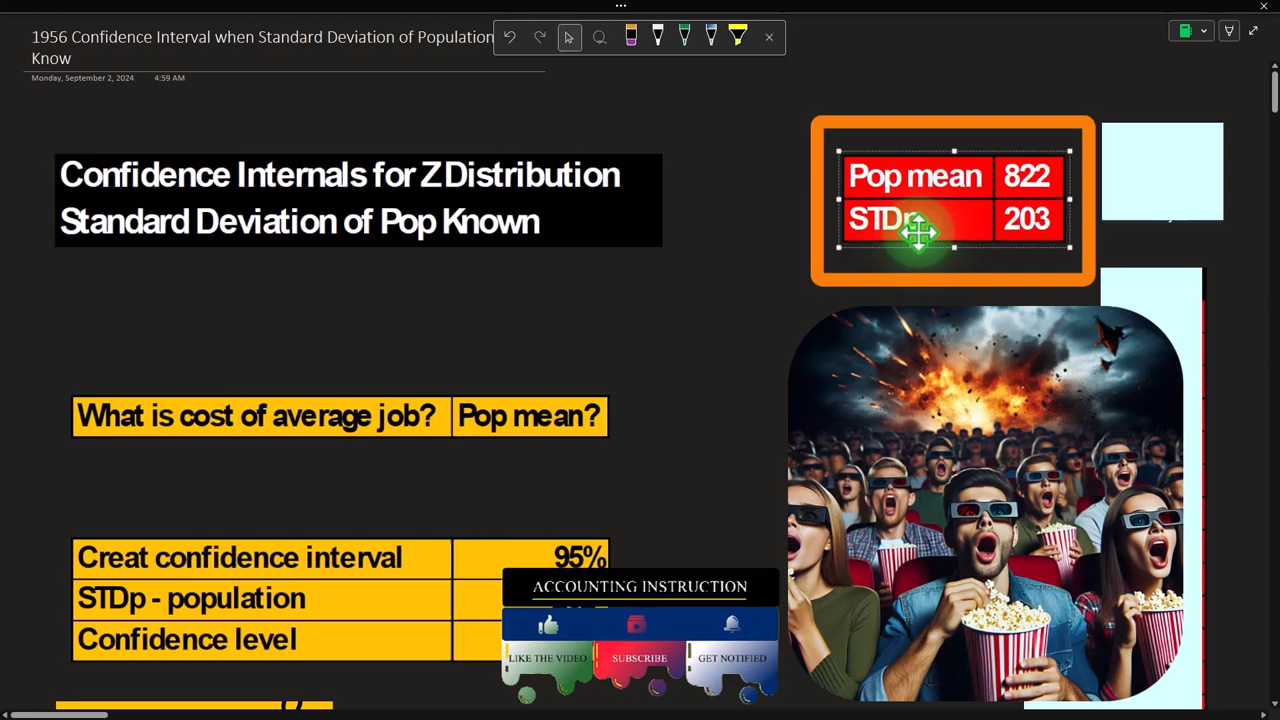 1956 Confidence Interval when Standard Deviation of Population
Know
Monday, September 2, 2024 4:59 AM
Confidence Internals for Z Distribution
Standard Deviation of Pop Known
Pop mean 822
STDp 203
What is cost of average job? Pop mean?
Creat confidence interval 95%
STDp - population
Confidence level
ACCOUNTING INSTRUCTION
LIKE THE VIDEO SUBSCRIBE GET NOTIFIED